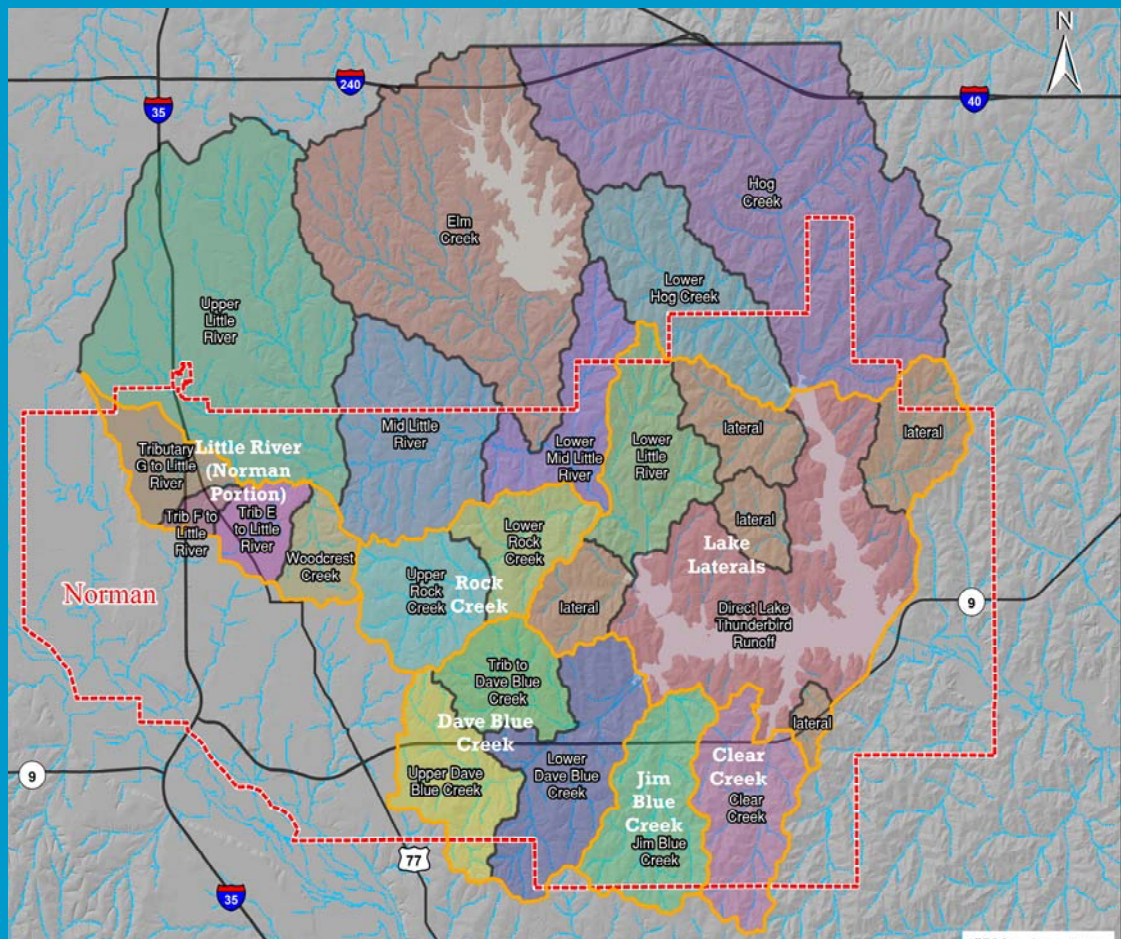 N
240
35
40
Hog
Creek
Elm
Creek
Lower
Hog Creek
Upper
Little
River
Mid Little
River
Lower
Mid Little
River
Lower
Little
River
lateral
lateral
Tributary
G to Little
River
Little River
(Norman
Portion)
Trib F to
Little
River
Trib E
to Little
River
Woodcrest
Creek
Lower
Rock
Creek
Upper
Rock
Creek
Rock
Creek
lateral
lateral
Lake
Laterals
Direct Lake
Thunderbird
Runoff
9
Norman
Trib to
Dave Blue
Creek
Dave Blue
Creek
Upper Dave
Blue Creek
Lower
Dave Blue
Creek
Jim
Blue
Creek
Jim Blue
Creek
Clear
Creek
Clear
Creek
lateral
9
77
35